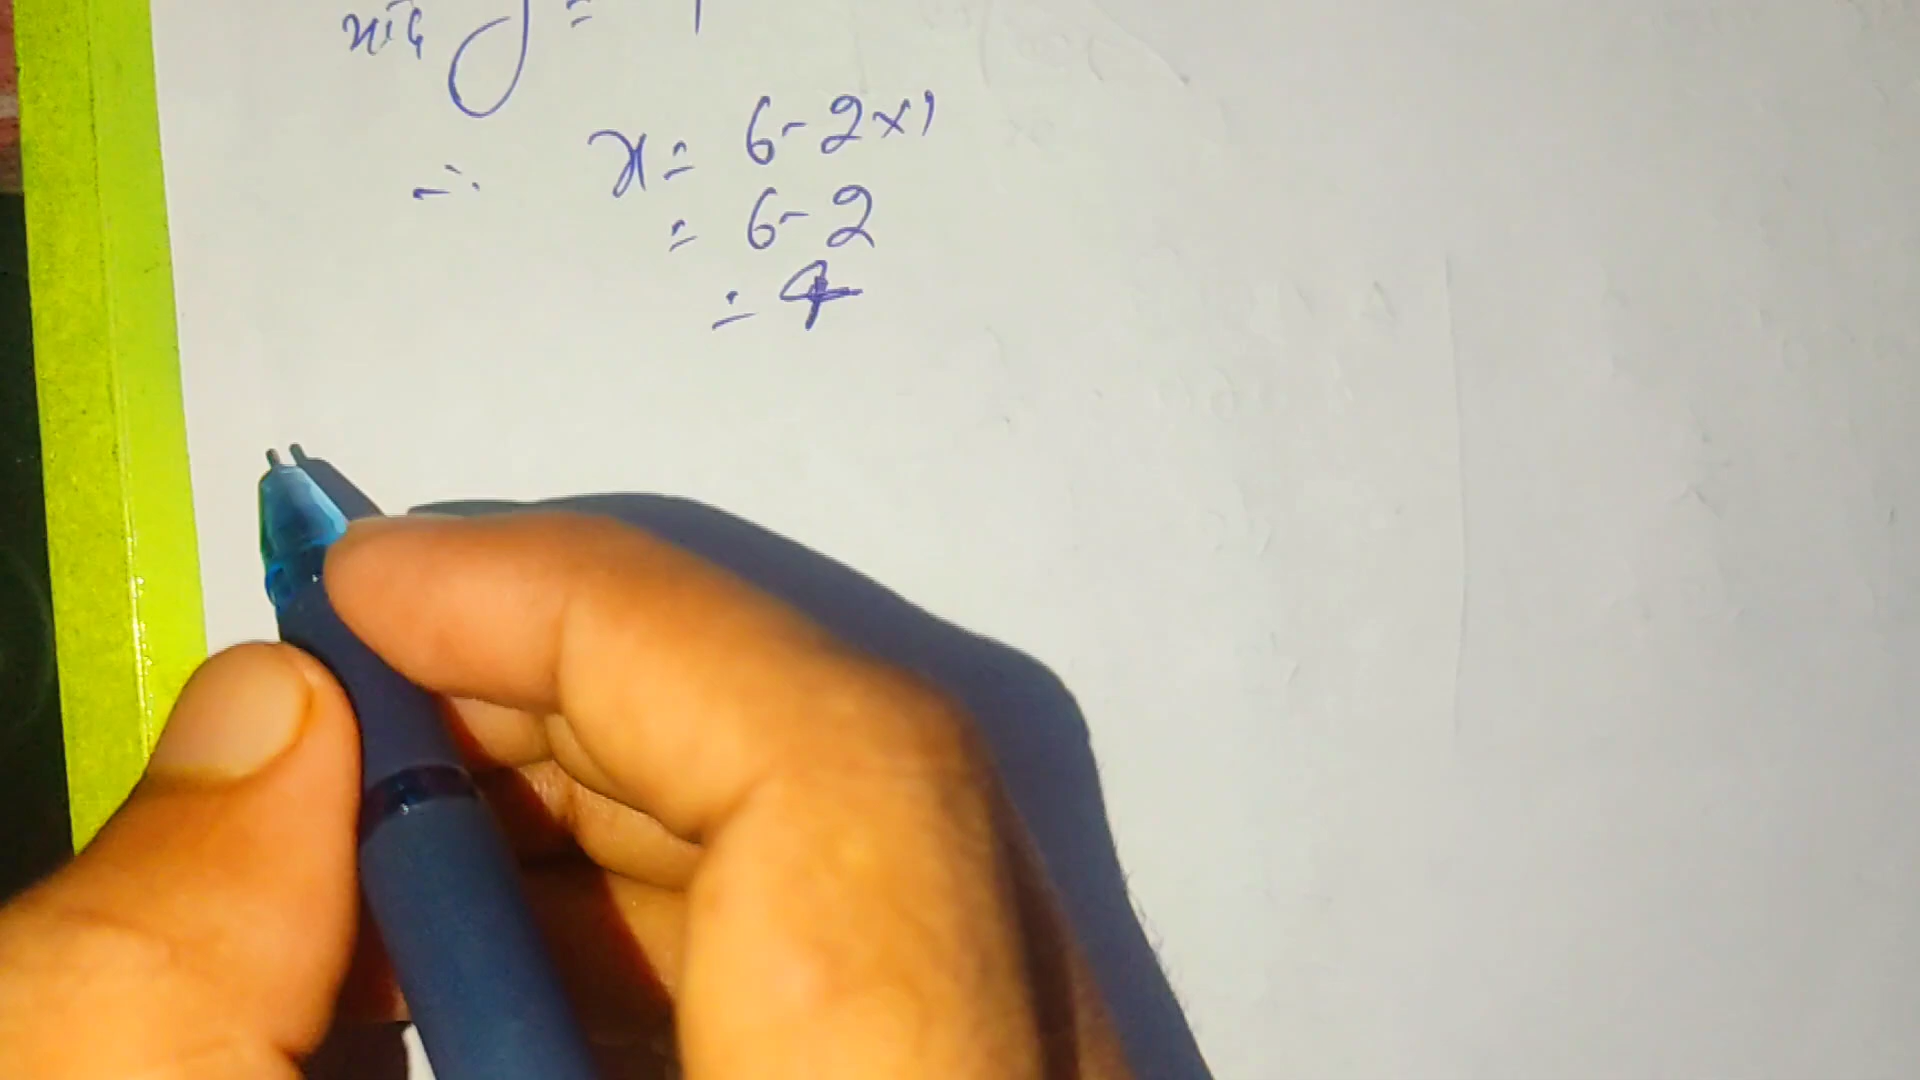 यदि y = 1
∴ x = 6 - 2 × 1
= 6 - 2
= 4